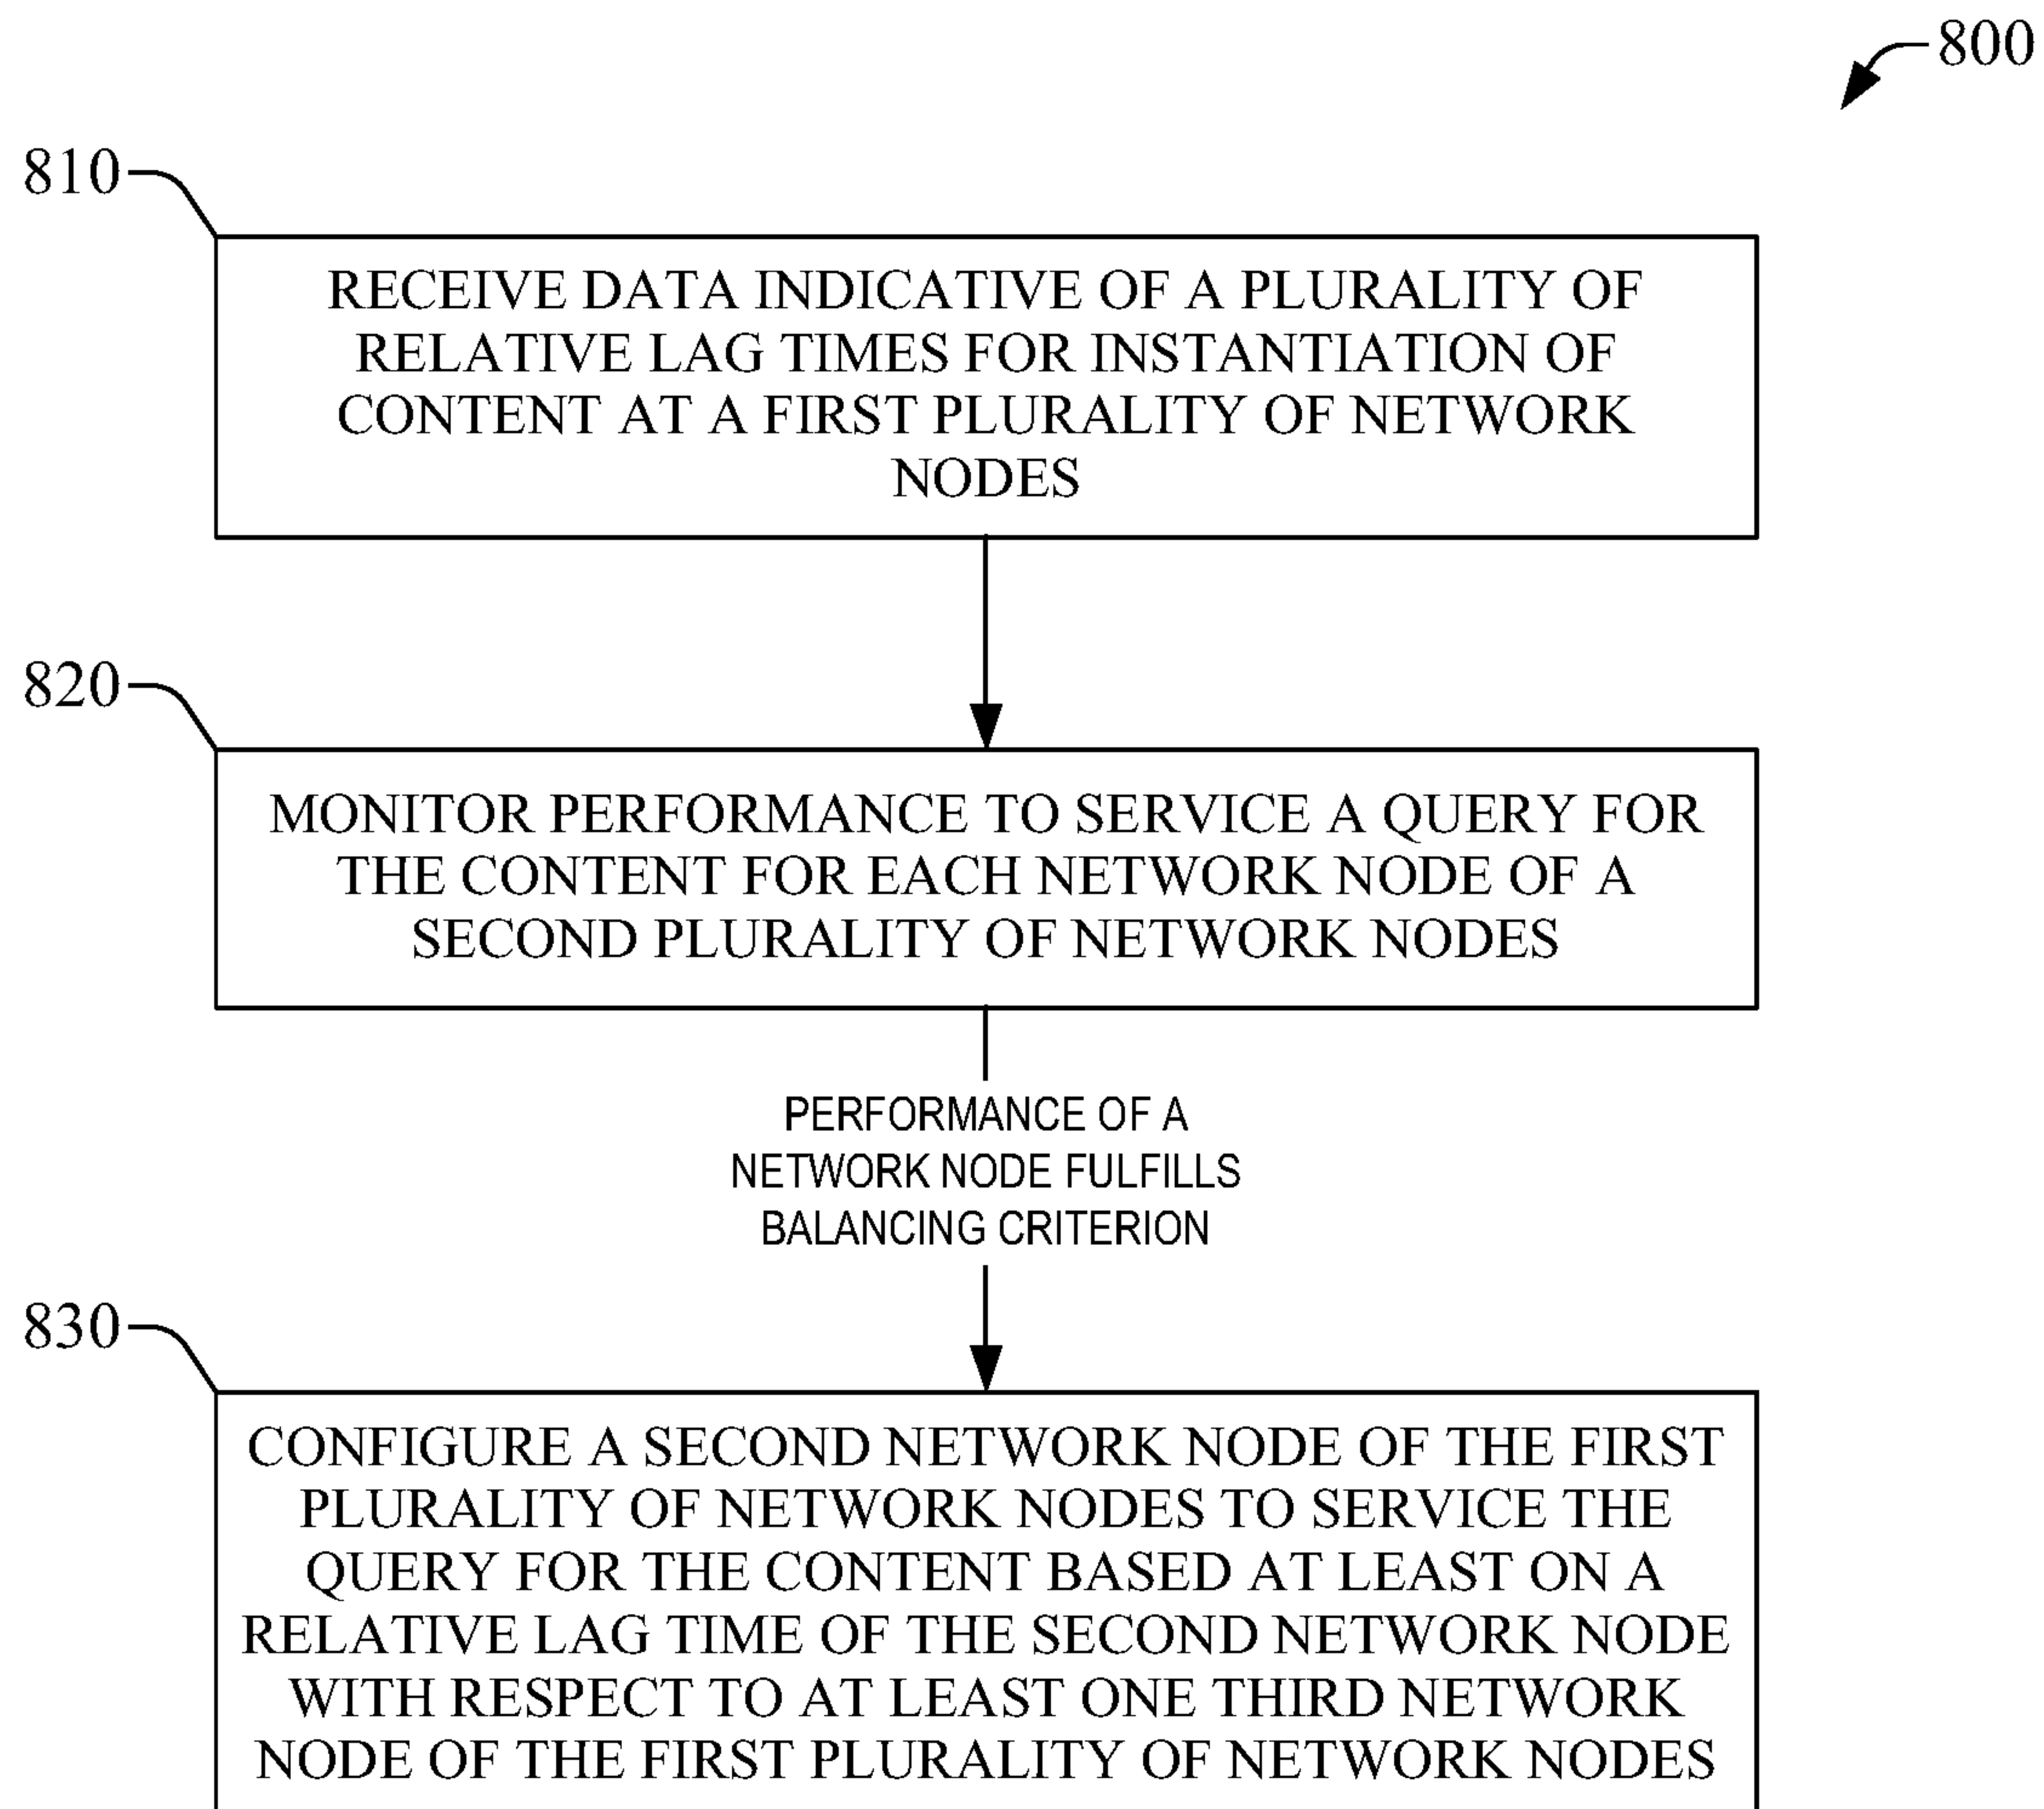 800
810
RECEIVE DATA INDICATIVE OF A PLURALITY OF
RELATIVE LAG TIMES FOR INSTANTIATION OF
CONTENT AT A FIRST PLURALITY OF NETWORK
NODES
820
MONITOR PERFORMANCE TO SERVICE A QUERY FOR
THE CONTENT FOR EACH NETWORK NODE OF A
SECOND PLURALITY OF NETWORK NODES
PERFORMANCE OF A
NETWORK NODE FULFILLS
BALANCING CRITERION
830
CONFIGURE A SECOND NETWORK NODE OF THE FIRST
PLURALITY OF NETWORK NODES TO SERVICE THE
QUERY FOR THE CONTENT BASED AT LEAST ON A
RELATIVE LAG TIME OF THE SECOND NETWORK NODE
WITH RESPECT TO AT LEAST ONE THIRD NETWORK
NODE OF THE FIRST PLURALITY OF NETWORK NODES